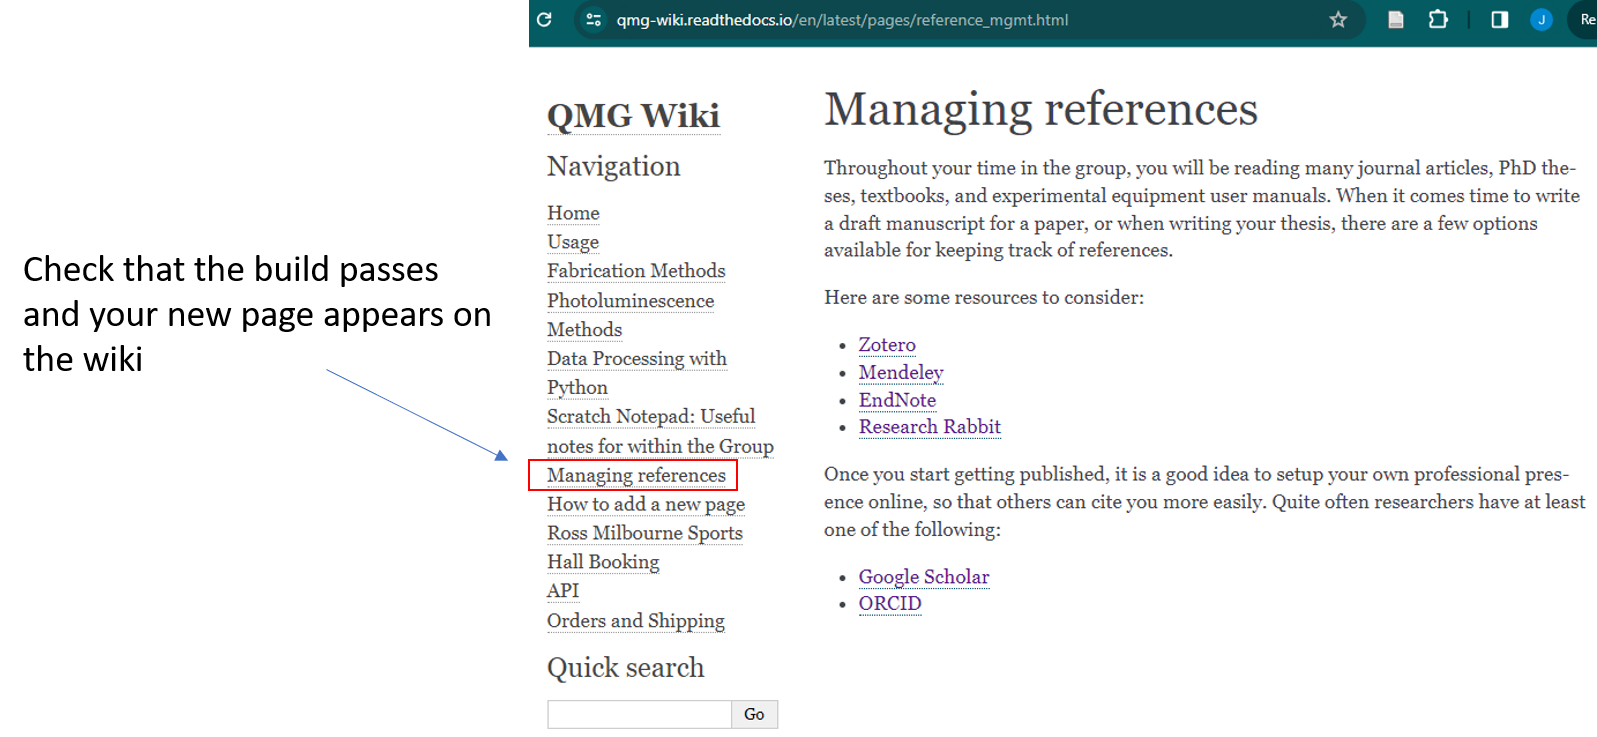 qmg-wiki.readthedocs.io/en/latest/pages/reference_mgmt.html
J
Re
QMG Wiki
Navigation
Home
Usage
Fabrication Methods
Photoluminescence
Methods
Data Processing with
Python
Scratch Notepad: Useful
notes for within the Group
Managing references
How to add a new page
Ross Milbourne Sports
Hall Booking
API
Orders and Shipping
Quick search
Go
Check that the build passes
and your new page appears on
the wiki
Managing references
Throughout your time in the group, you will be reading many journal articles, PhD the-
ses, textbooks, and experimental equipment user manuals. When it comes time to write
a draft manuscript for a paper, or when writing your thesis, there are a few options
available for keeping track of references.
Here are some resources to consider:
• Zotero
• Mendeley
• EndNote
• Research Rabbit
Once you start getting published, it is a good idea to setup your own professional pres-
ence online, so that others can cite you more easily. Quite often researchers have at least
one of the following:
• Google Scholar
• ORCID